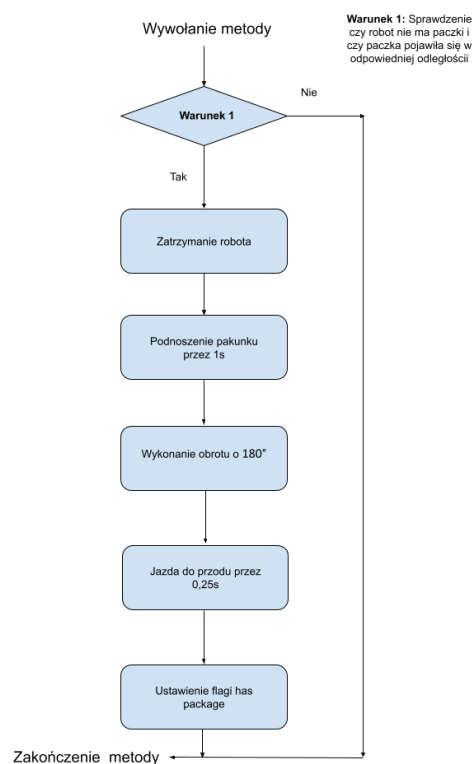 Wywołanie metody
Warunek 1: Sprawdzenie
czy robot nie ma paczki i
czy paczka pojawiła się w
odpowiedniej odległościi
Nie
Warunek 1
Tak
Zatrzymanie robota
Podnoszenie pakunku
przez 1s
Wykonanie obrotu o 180°
Jazda do przodu przez
0,25s
Ustawienie flagi has
package
Zakończenie metody